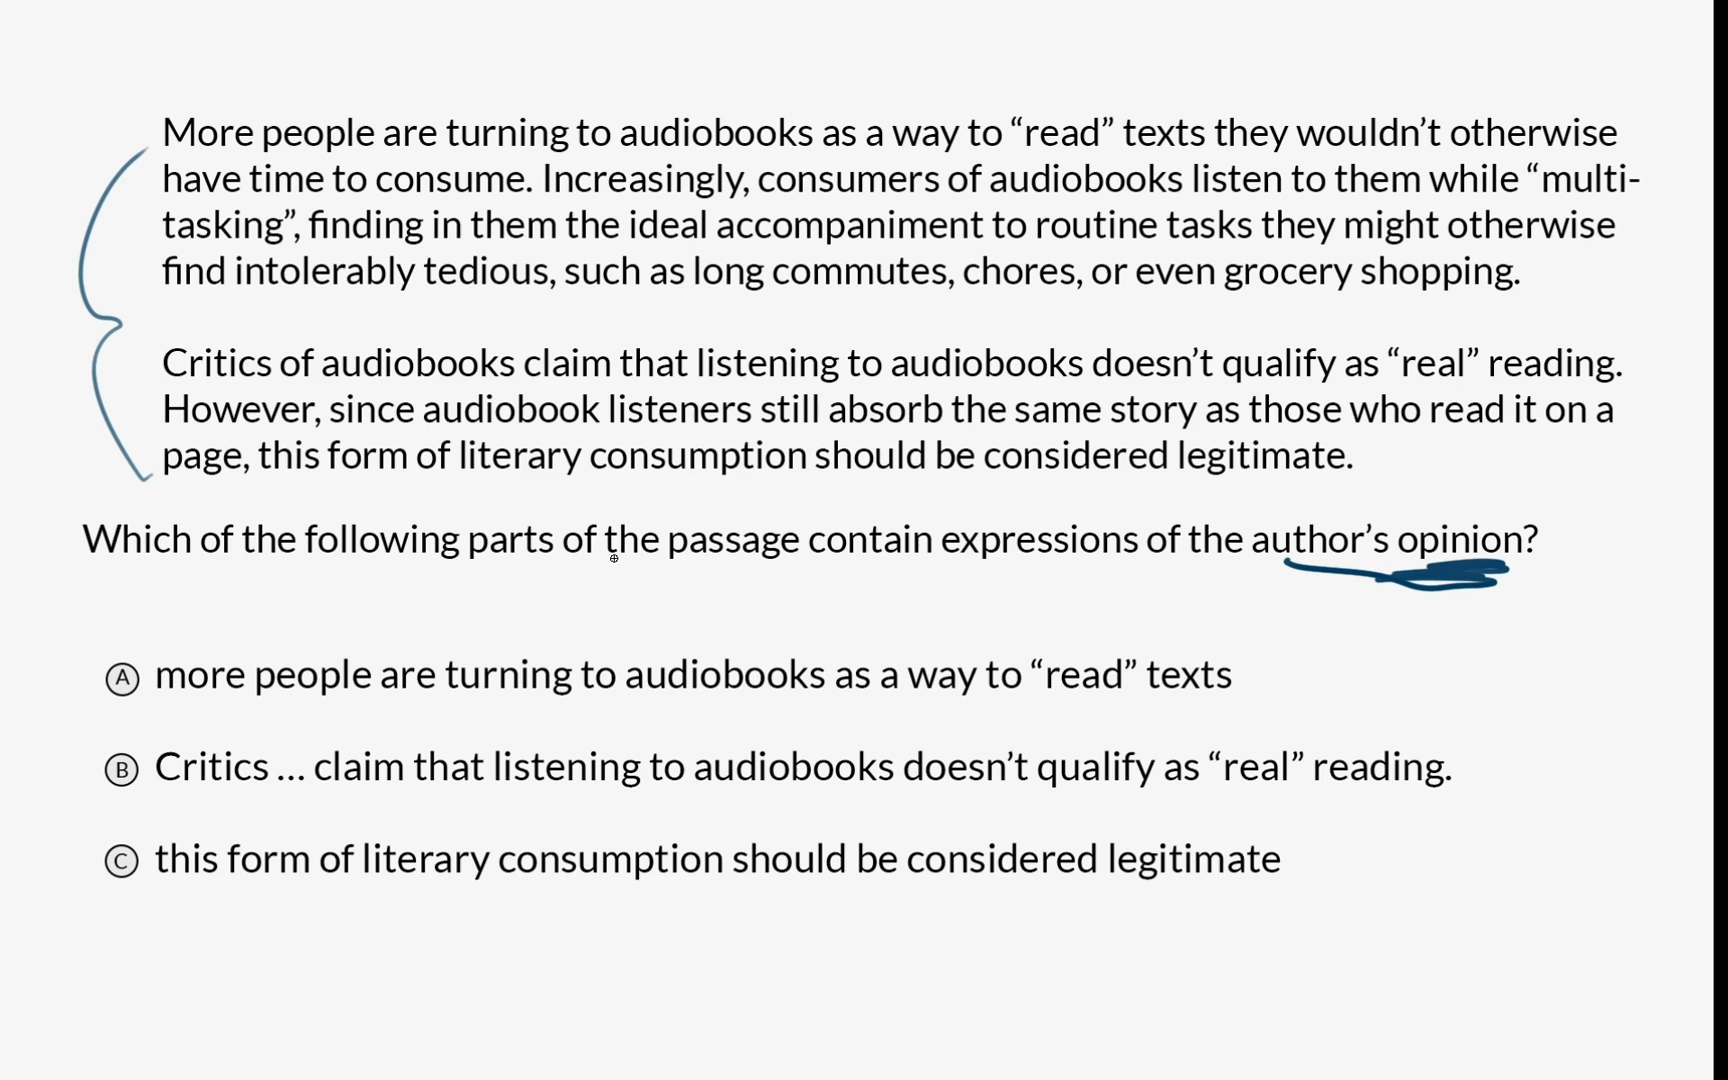 More people are turning to audiobooks as a way to “read” texts they wouldn’t otherwise
have time to consume. Increasingly, consumers of audiobooks listen to them while “multi-
tasking”, finding in them the ideal accompaniment to routine tasks they might otherwise
find intolerably tedious, such as long commutes, chores, or even grocery shopping.
Critics of audiobooks claim that listening to audiobooks doesn’t qualify as “real” reading.
However, since audiobook listeners still absorb the same story as those who read it on a
page, this form of literary consumption should be considered legitimate.
Which of the following parts of the passage contain expressions of the author’s opinion?
A more people are turning to audiobooks as a way to “read” texts
B Critics ... claim that listening to audiobooks doesn’t qualify as “real” reading.
C this form of literary consumption should be considered legitimate